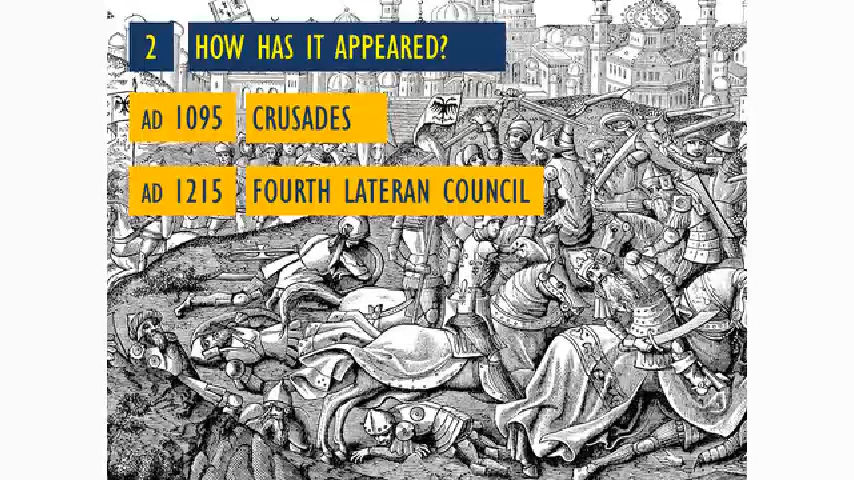 2 HOW HAS IT APPEARED?
AD 1095 CRUSADES
AD 1215 FOURTH LATERAN COUNCIL